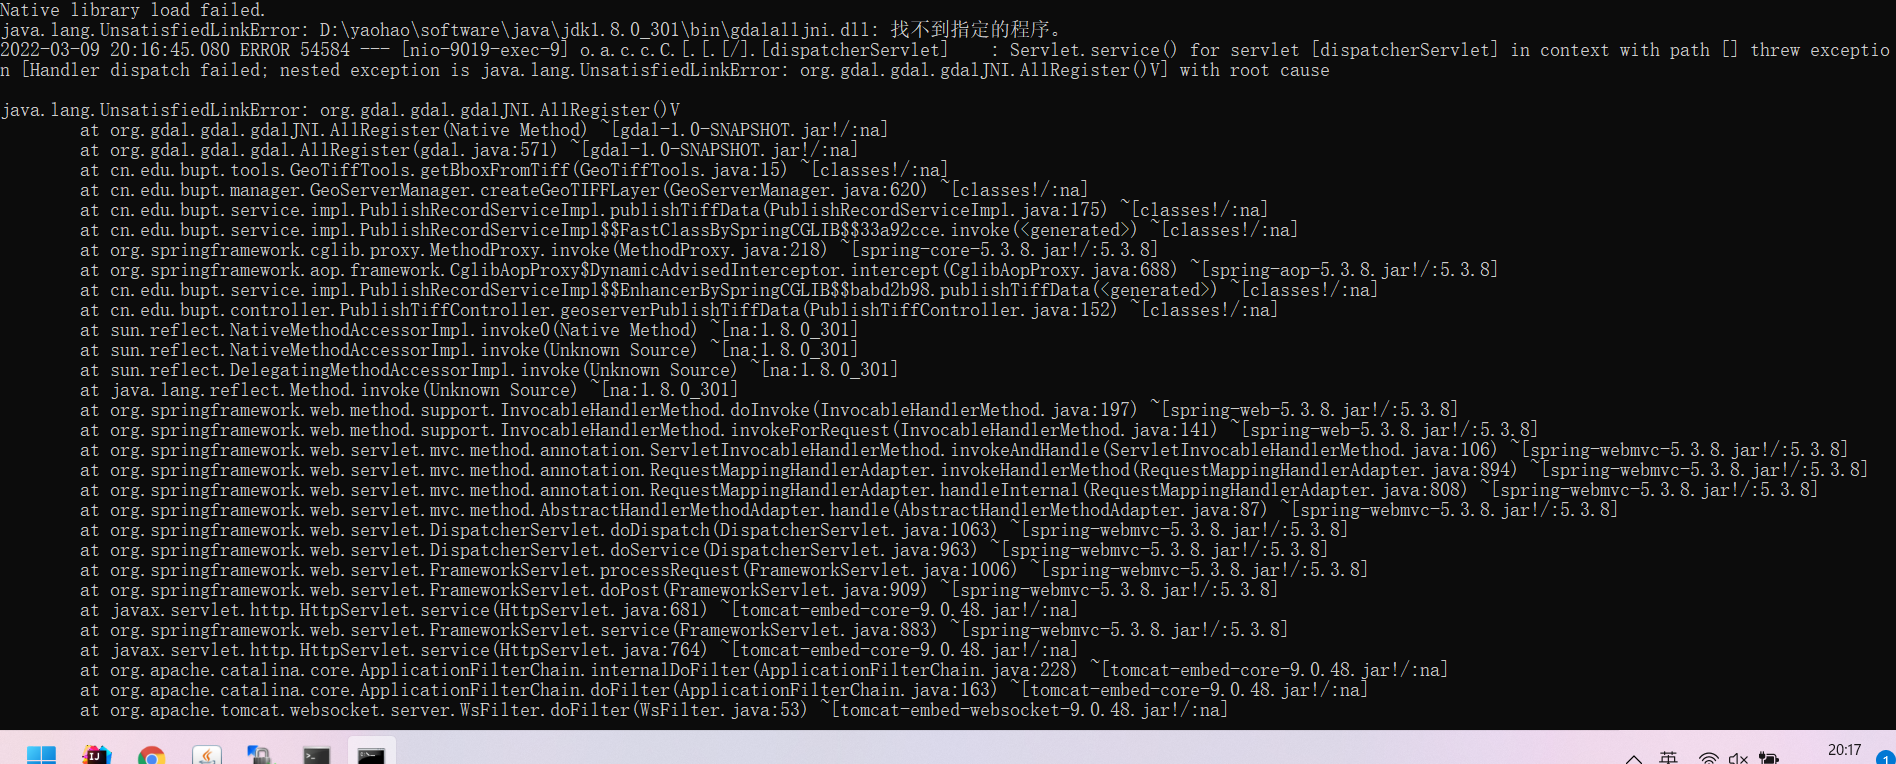 Native library load failed.
java.lang.UnsatisfiedLinkError: D:\yaohao\software\java\jdk1.8.0_301\bin\gdalalljni.dll: 找不到指定的程序。
2022-03-09 20:16:45.080 ERROR 54584 --- [nio-9019-exec-9] o.a.c.c.C.[.[.[/].[dispatcherServlet]    : Servlet.service() for servlet [dispatcherServlet] in context with path [] threw exceptio
n [Handler dispatch failed; nested exception is java.lang.UnsatisfiedLinkError: org.gdal.gdal.gdalJNI.AllRegister()V] with root cause
java.lang.UnsatisfiedLinkError: org.gdal.gdal.gdalJNI.AllRegister()V
at org.gdal.gdal.gdalJNI.AllRegister(Native Method) ~[gdal-1.0-SNAPSHOT.jar!/:na]
at org.gdal.gdal.gdal.AllRegister(gdal.java:571) ~[gdal-1.0-SNAPSHOT.jar!/:na]
at cn.edu.bupt.tools.GeoTiffTools.getBboxFromTiff(GeoTiffTools.java:15) ~[classes!/:na]
at cn.edu.bupt.manager.GeoServerManager.createGeoTIFFLayer(GeoServerManager.java:620) ~[classes!/:na]
at cn.edu.bupt.service.impl.PublishRecordServiceImpl.publishTiffData(PublishRecordServiceImpl.java:175) ~[classes!/:na]
at cn.edu.bupt.service.impl.PublishRecordServiceImpl$$FastClassBySpringCGLIB$$33a92cce.invoke(<generated>) ~[classes!/:na]
at org.springframework.cglib.proxy.MethodProxy.invoke(MethodProxy.java:218) ~[spring-core-5.3.8.jar!/:5.3.8]
at org.springframework.aop.framework.CglibAopProxy$DynamicAdvisedInterceptor.intercept(CglibAopProxy.java:688) ~[spring-aop-5.3.8.jar!/:5.3.8]
at cn.edu.bupt.service.impl.PublishRecordServiceImpl$$EnhancerBySpringCGLIB$$babd2b98.publishTiffData(<generated>) ~[classes!/:na]
at cn.edu.bupt.controller.PublishTiffController.geoserverPublishTiffData(PublishTiffController.java:152) ~[classes!/:na]
at sun.reflect.NativeMethodAccessorImpl.invoke0(Native Method) ~[na:1.8.0_301]
at sun.reflect.NativeMethodAccessorImpl.invoke(Unknown Source) ~[na:1.8.0_301]
at sun.reflect.DelegatingMethodAccessorImpl.invoke(Unknown Source) ~[na:1.8.0_301]
at java.lang.reflect.Method.invoke(Unknown Source) ~[na:1.8.0_301]
at org.springframework.web.method.support.InvocableHandlerMethod.doInvoke(InvocableHandlerMethod.java:197) ~[spring-web-5.3.8.jar!/:5.3.8]
at org.springframework.web.method.support.InvocableHandlerMethod.invokeForRequest(InvocableHandlerMethod.java:141) ~[spring-web-5.3.8.jar!/:5.3.8]
at org.springframework.web.servlet.mvc.method.annotation.ServletInvocableHandlerMethod.invokeAndHandle(ServletInvocableHandlerMethod.java:106) ~[spring-webmvc-5.3.8.jar!/:5.3.8]
at org.springframework.web.servlet.mvc.method.annotation.RequestMappingHandlerAdapter.invokeHandlerMethod(RequestMappingHandlerAdapter.java:894) ~[spring-webmvc-5.3.8.jar!/:5.3.8]
at org.springframework.web.servlet.mvc.method.annotation.RequestMappingHandlerAdapter.handleInternal(RequestMappingHandlerAdapter.java:808) ~[spring-webmvc-5.3.8.jar!/:5.3.8]
at org.springframework.web.servlet.mvc.method.AbstractHandlerMethodAdapter.handle(AbstractHandlerMethodAdapter.java:87) ~[spring-webmvc-5.3.8.jar!/:5.3.8]
at org.springframework.web.servlet.DispatcherServlet.doDispatch(DispatcherServlet.java:1063) ~[spring-webmvc-5.3.8.jar!/:5.3.8]
at org.springframework.web.servlet.DispatcherServlet.doService(DispatcherServlet.java:963) ~[spring-webmvc-5.3.8.jar!/:5.3.8]
at org.springframework.web.servlet.FrameworkServlet.processRequest(FrameworkServlet.java:1006) ~[spring-webmvc-5.3.8.jar!/:5.3.8]
at org.springframework.web.servlet.FrameworkServlet.doPost(FrameworkServlet.java:909) ~[spring-webmvc-5.3.8.jar!/:5.3.8]
at javax.servlet.http.HttpServlet.service(HttpServlet.java:681) ~[tomcat-embed-core-9.0.48.jar!/:na]
at org.springframework.web.servlet.FrameworkServlet.service(FrameworkServlet.java:883) ~[spring-webmvc-5.3.8.jar!/:5.3.8]
at javax.servlet.http.HttpServlet.service(HttpServlet.java:764) ~[tomcat-embed-core-9.0.48.jar!/:na]
at org.apache.catalina.core.ApplicationFilterChain.internalDoFilter(ApplicationFilterChain.java:228) ~[tomcat-embed-core-9.0.48.jar!/:na]
at org.apache.catalina.core.ApplicationFilterChain.doFilter(ApplicationFilterChain.java:163) ~[tomcat-embed-core-9.0.48.jar!/:na]
at org.apache.tomcat.websocket.server.WsFilter.doFilter(WsFilter.java:53) ~[tomcat-embed-websocket-9.0.48.jar!/:na]
IJ 英 20:17 1